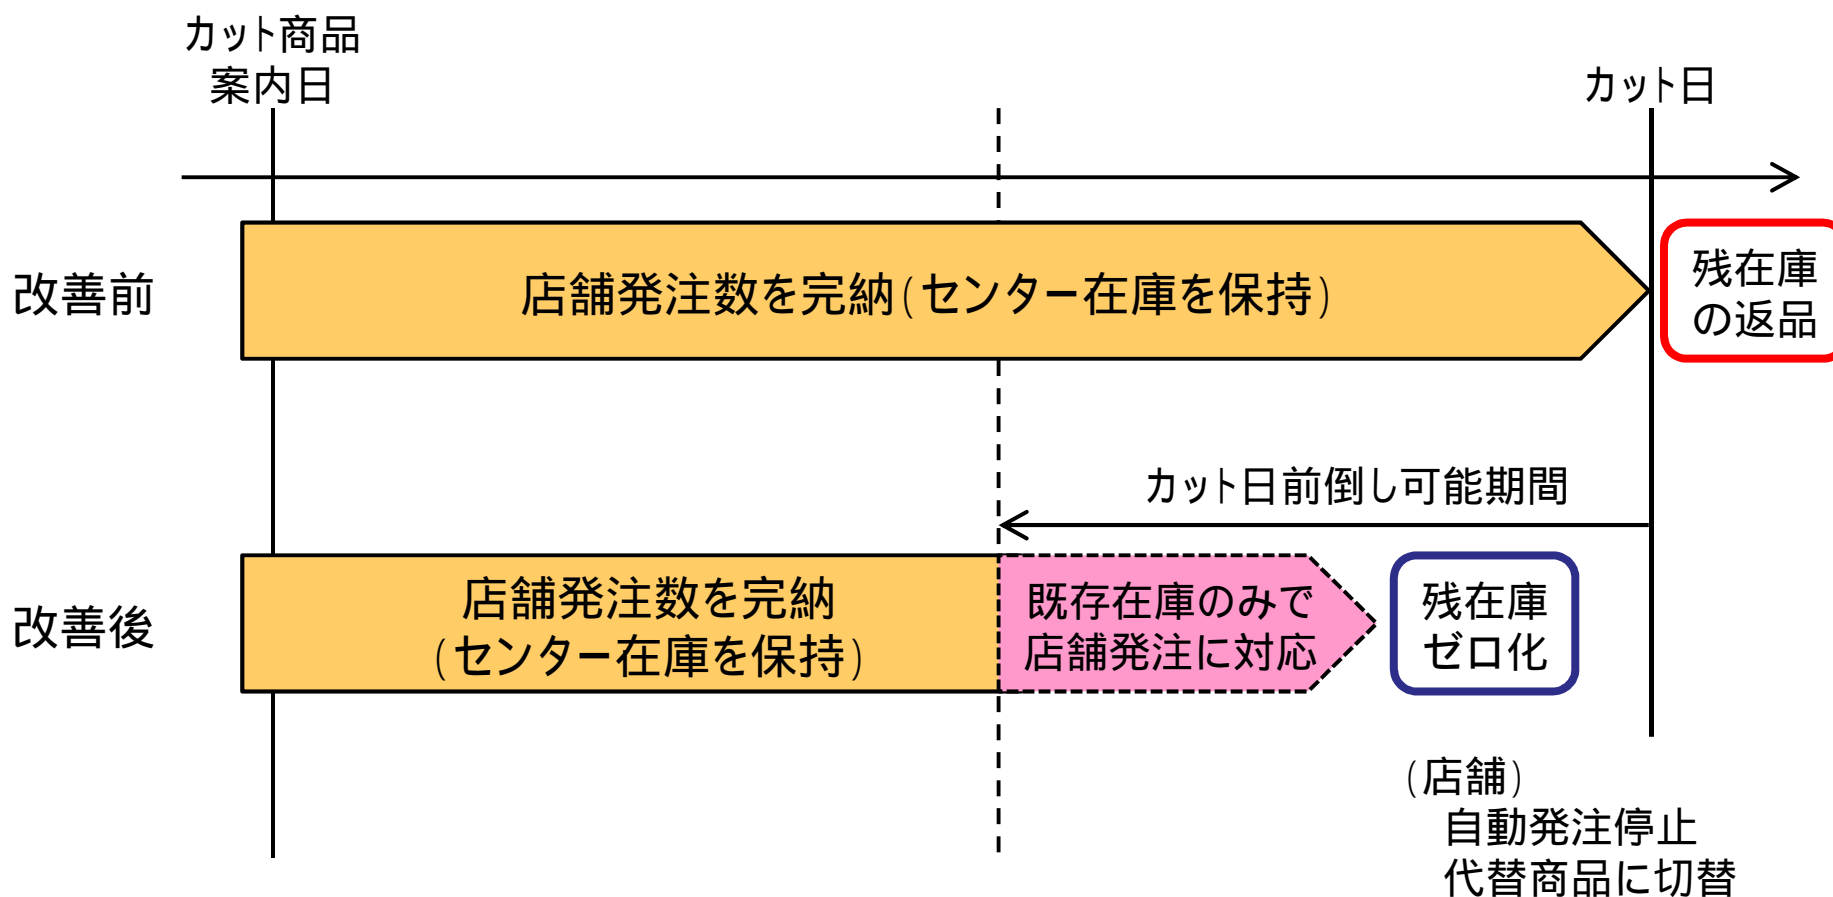 カット商品
案内日
カット日
改善前
店舗発注数を完納(センター在庫を保持)
残在庫
の返品
カット日前倒し可能期間
改善後
店舗発注数を完納
(センター在庫を保持)
既存在庫のみで
店舗発注に対応
残在庫
ゼロ化
(店舗)
自動発注停止
代替商品に切替